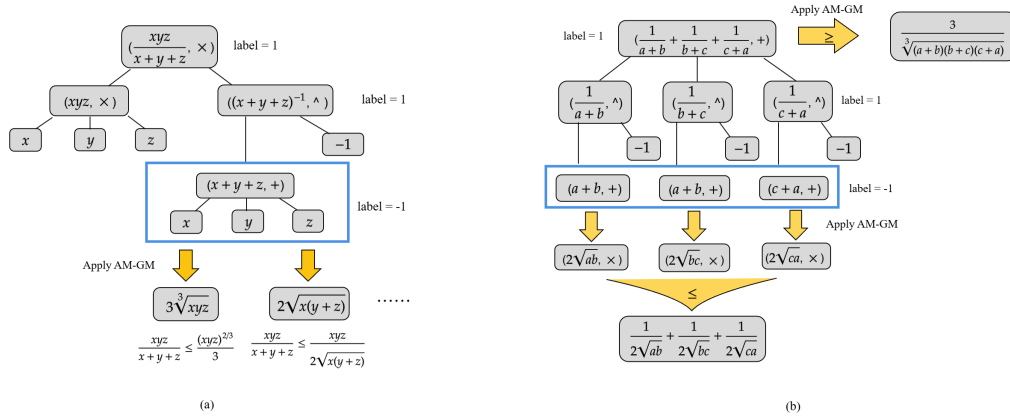 (xyz/(x+y+z), ×) label = 1
(xyz, ×) ((x+y+z)⁻¹, ^) label = 1
x y z −1
(x+y+z, +)
x y z label = -1
Apply AM-GM
3∛(xyz) 2√(x(y+z)) ......
xyz/(x+y+z) ≤ (xyz)^(2/3)/3 xyz/(x+y+z) ≤ xyz/(2√(x(y+z)))
(a)
Apply AM-GM
label = 1 (1/(a+b) + 1/(b+c) + 1/(c+a), +) ≥ 3/∛((a+b)(b+c)(c+a))
(1/(a+b), ^) (1/(b+c), ^) (1/(c+a), ^) label = 1
−1 −1 −1
(a+b, +) (a+b, +) (c+a, +) label = -1
Apply AM-GM
(2√(ab), ×) (2√(bc), ×) (2√(ca), ×)
≤
1/(2√(ab)) + 1/(2√(bc)) + 1/(2√(ca))
(b)